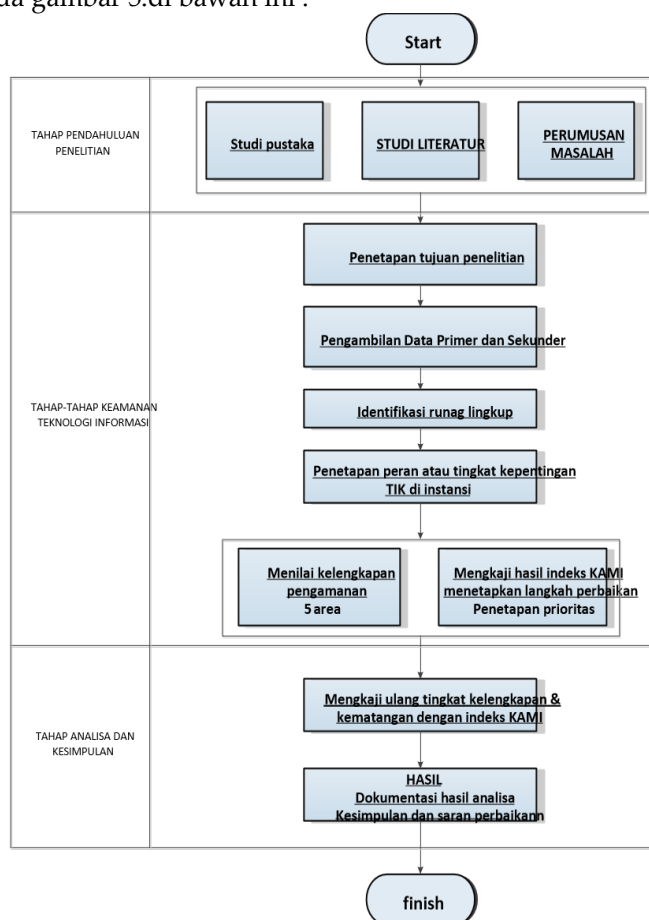 da gambar 3.di bawah ini :
Start
TAHAP PENDAHULUAN
PENELITIAN
Studi pustaka
STUDI LITERATUR
PERUMUSAN
MASALAH
TAHAP-TAHAP KEAMANAN
TEKNOLOGI INFORMASI
Penetapan tujuan penelitian
Pengambilan Data Primer dan Sekunder
Identifikasi runag lingkup
Penetapan peran atau tingkat kepentingan
TIK di instansi
Menilai kelengkapan
pengamanan
5 area
Mengkaji hasil indeks KAMI
menetapkan langkah perbaikan
Penetapan prioritas
TAHAP ANALISA DAN
KESIMPULAN
Mengkaji ulang tingkat kelengkapan &
kematangan dengan indeks KAMI
HASIL
Dokumentasi hasil analisa
Kesimpulan dan saran perbaikann
finish